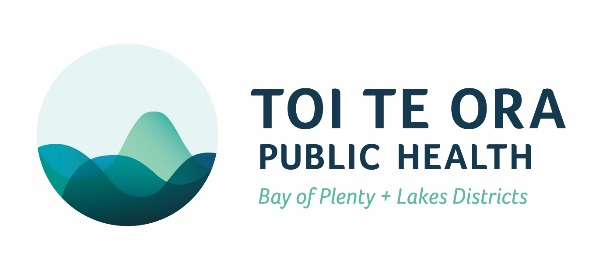 TOI TE ORA
PUBLIC HEALTH
Bay of Plenty + Lakes Districts